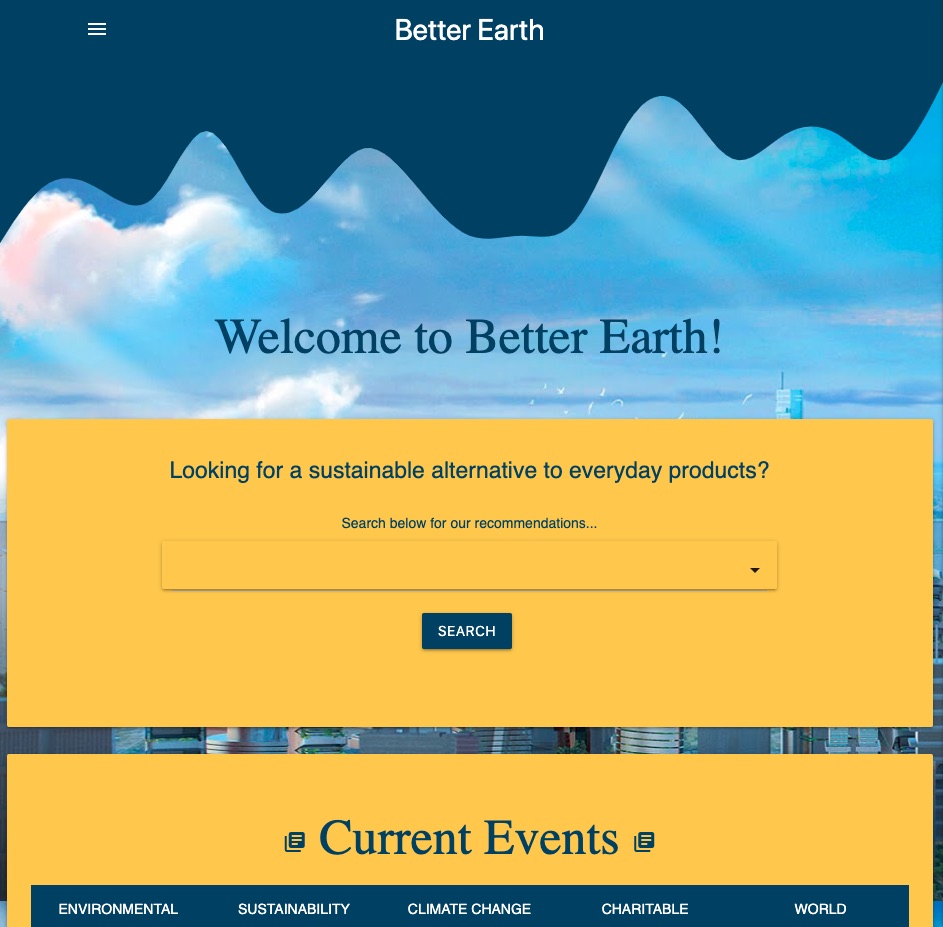 Better Earth
Welcome to Better Earth!
Looking for a sustainable alternative to everyday products?
Search below for our recommendations...
SEARCH
Current Events
ENVIRONMENTAL SUSTAINABILITY CLIMATE CHANGE CHARITABLE WORLD